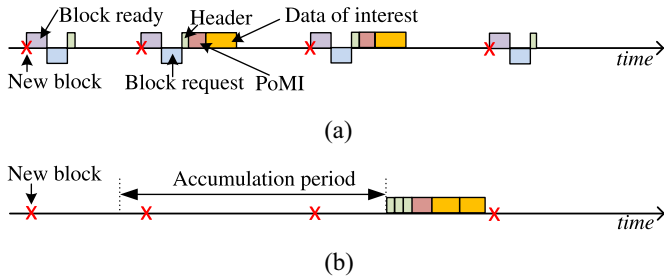 Block ready
Header
Data of interest
time
New block
Block request
PoMI
(a)
New block
Accumulation period
time
(b)